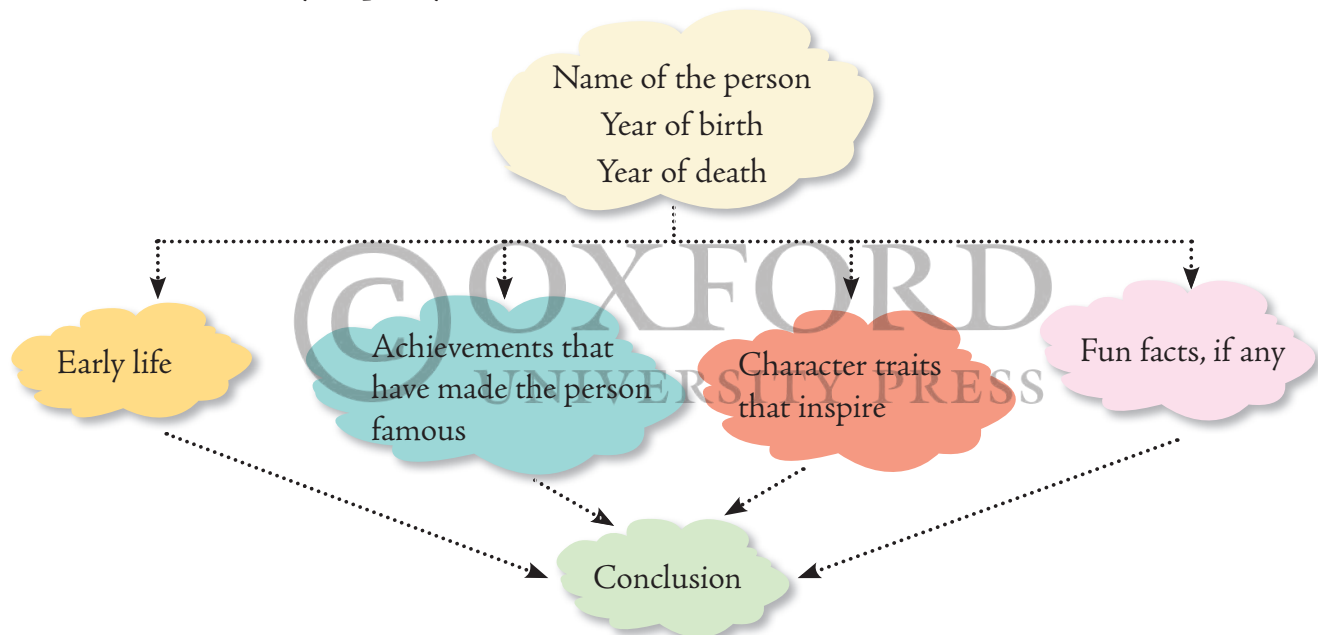 Name of the person
Year of birth
Year of death
© OXFORD
UNIVERSITY PRESS
Early life
Achievements that
have made the person
famous
Character traits
that inspire
Fun facts, if any
Conclusion